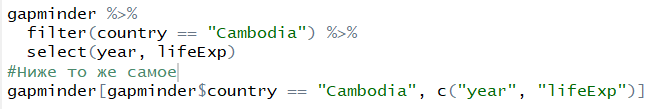 gapminder %>%
  filter(country == "Cambodia") %>%
  select(year, lifeExp)
#Ниже то же самое
gapminder[gapminder$country == "Cambodia", c("year", "lifeExp")]